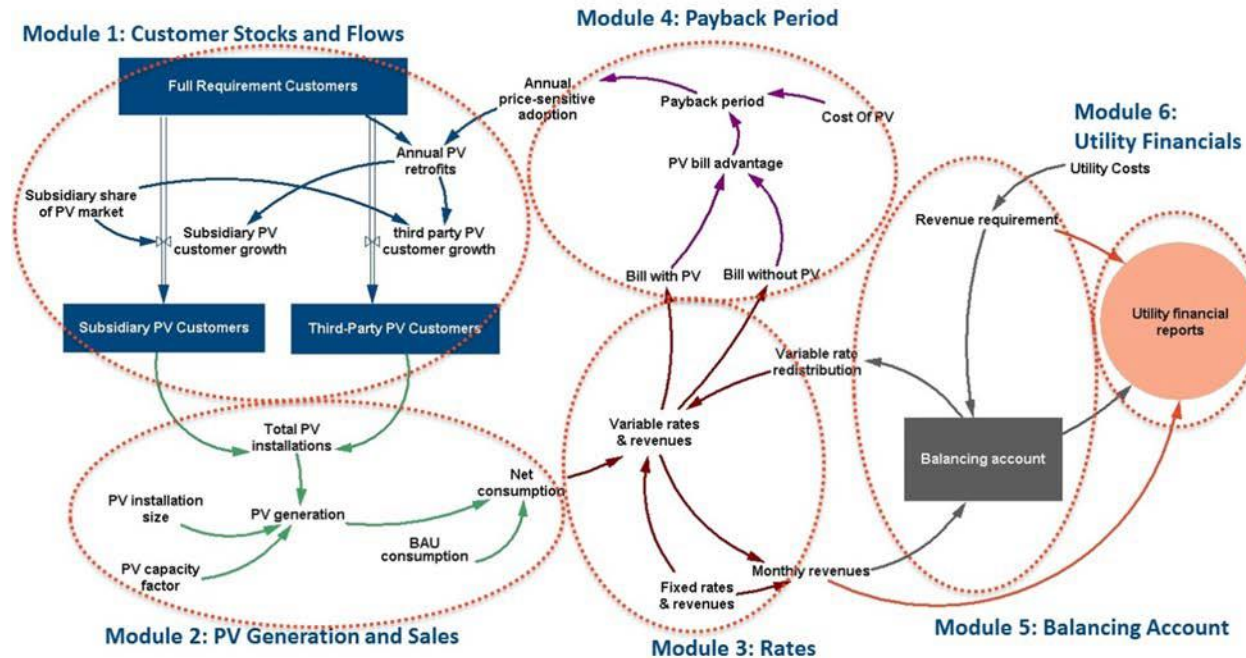 Module 1: Customer Stocks and Flows
Full Requirement Customers
Annual PV
retrofits
Subsidiary share
of PV market
Subsidiary PV
customer growth
third party PV
customer growth
Subsidiary PV Customers
Third-Party PV Customers
Module 4: Payback Period
Annual
price-sensitive
adoption
Payback period
Cost Of PV
PV bill advantage
Bill with PV
Bill without PV
Module 6:
Utility Financials
Utility Costs
Revenue requirement
Utility financial
reports
Variable rate
redistribution
Variable rates
& revenues
Balancing account
Total PV
installations
Net
consumption
PV installation
size
PV generation
BAU
consumption
PV capacity
factor
Monthly revenues
Fixed rates
& revenues
Module 2: PV Generation and Sales
Module 3: Rates
Module 5: Balancing Account